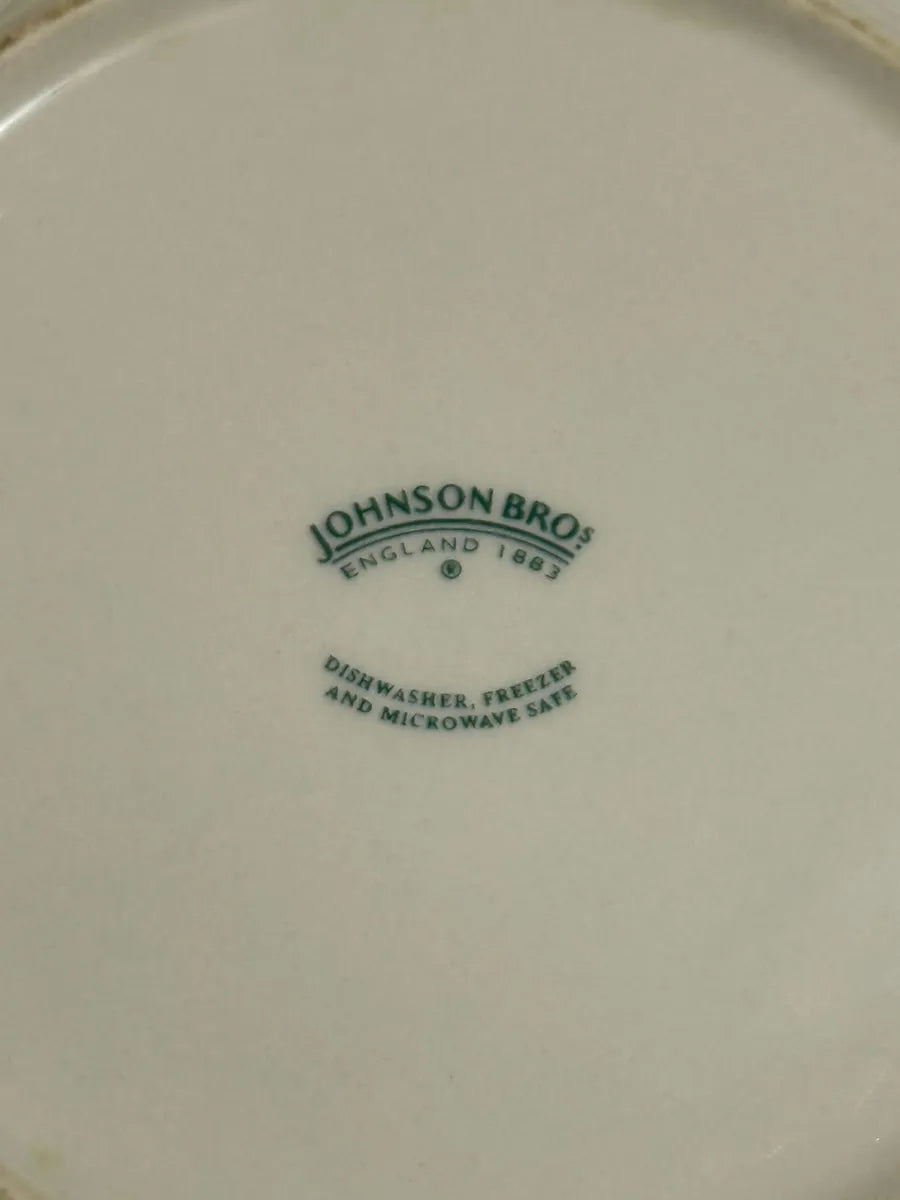 JOHNSON BROS
ENGLAND 1883
®
DISHWASHER, FREEZER
AND MICROWAVE SAFE